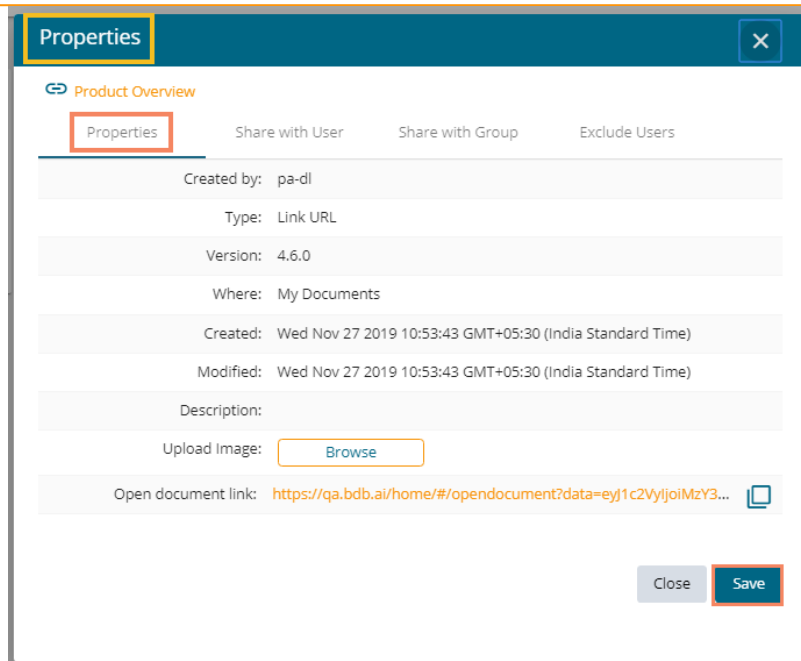 Properties
Product Overview
Properties Share with User Share with Group Exclude Users
Created by: pa-dl
Type: Link URL
Version: 4.6.0
Where: My Documents
Created: Wed Nov 27 2019 10:53:43 GMT+05:30 (India Standard Time)
Modified: Wed Nov 27 2019 10:53:43 GMT+05:30 (India Standard Time)
Description:
Upload Image: Browse
Open document link: https://qa.bdb.ai/home/#/opendocument?data=eyJ1c2VyIjoiMzY3...
Close Save